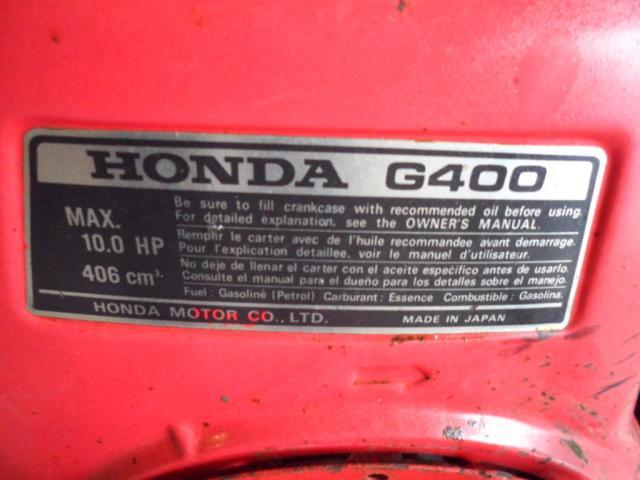 HONDA G400
MAX.
10.0 HP
406 cm³.
Be sure to fill crankcase with recommended oil before using.
For detailed explanation, see the OWNER'S MANUAL.
Remplir le carter avec de l'huile recommandée avant demarrage.
Pour l'explication detaillee, voir le manuel d'utilisateur.
No deje de llenar el carter con el aceite especifico antes de usarlo.
Consulte el manual para el dueño para los detalles sobre el manejo.
Fuel : Gasoline (Petrol) Carburant : Essence Combustible : Gasolina.
HONDA MOTOR CO., LTD.
MADE IN JAPAN